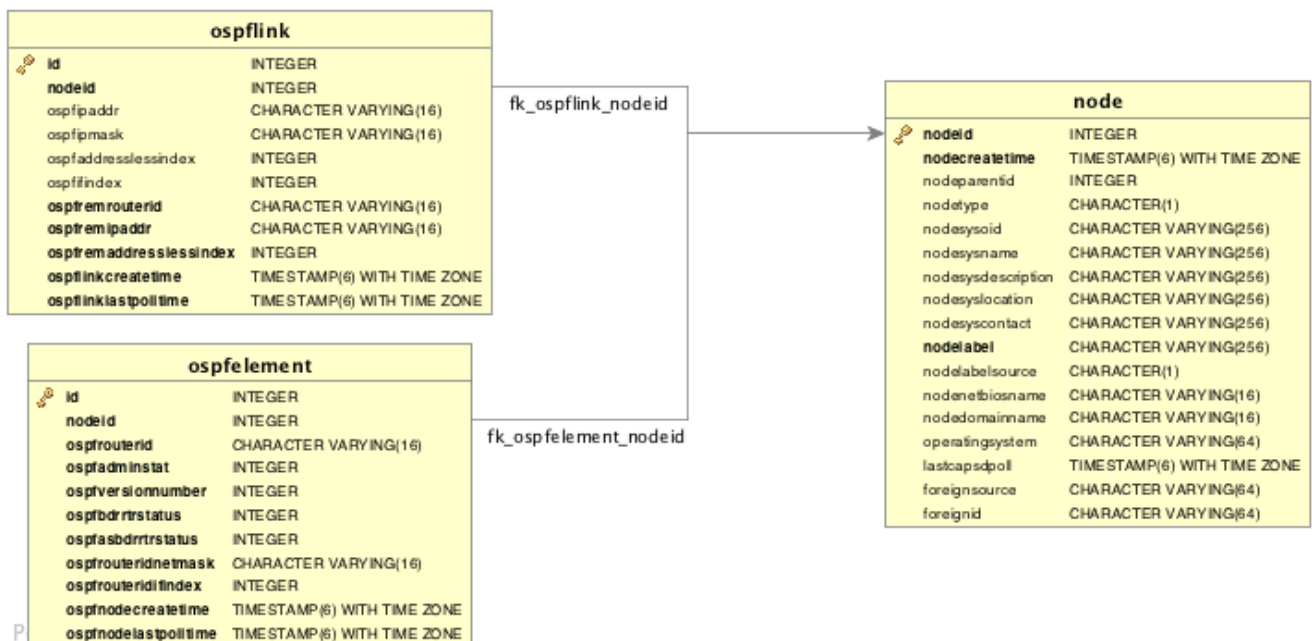 ospflink
id INTEGER
nodeid INTEGER
ospfipaddr CHARACTER VARYING(16)
ospfipmask CHARACTER VARYING(16)
ospfaddresslessindex INTEGER
ospfifindex INTEGER
ospfremrouterid CHARACTER VARYING(16)
ospfremipaddr CHARACTER VARYING(16)
ospfremaddresslessindex INTEGER
ospflinkcreatetime TIMESTAMP(6) WITH TIME ZONE
ospflinklastpolltime TIMESTAMP(6) WITH TIME ZONE
fk_ospflink_nodeid
ospfelement
id INTEGER
nodeid INTEGER
ospfrouterid CHARACTER VARYING(16)
ospfadminstat INTEGER
ospfversionnumber INTEGER
ospfbdrrtrstatus INTEGER
ospfasbdrrtrstatus INTEGER
ospfrouteridnetmask CHARACTER VARYING(16)
ospfrouteridifindex INTEGER
ospfnodecreatetime TIMESTAMP(6) WITH TIME ZONE
ospfnodelastpolltime TIMESTAMP(6) WITH TIME ZONE
fk_ospfelement_nodeid
node
nodeid INTEGER
nodecreatetime TIMESTAMP(6) WITH TIME ZONE
nodeparentid INTEGER
nodetype CHARACTER(1)
nodesysoid CHARACTER VARYING(256)
nodesysname CHARACTER VARYING(256)
nodesysdescription CHARACTER VARYING(256)
nodesyslocation CHARACTER VARYING(256)
nodesyscontact CHARACTER VARYING(256)
nodelabel CHARACTER VARYING(256)
nodelabelsource CHARACTER(1)
nodenetbiosname CHARACTER VARYING(16)
nodedomainname CHARACTER VARYING(16)
operatingsystem CHARACTER VARYING(64)
lastcapsdpoll TIMESTAMP(6) WITH TIME ZONE
foreignsource CHARACTER VARYING(64)
foreignid CHARACTER VARYING(64)